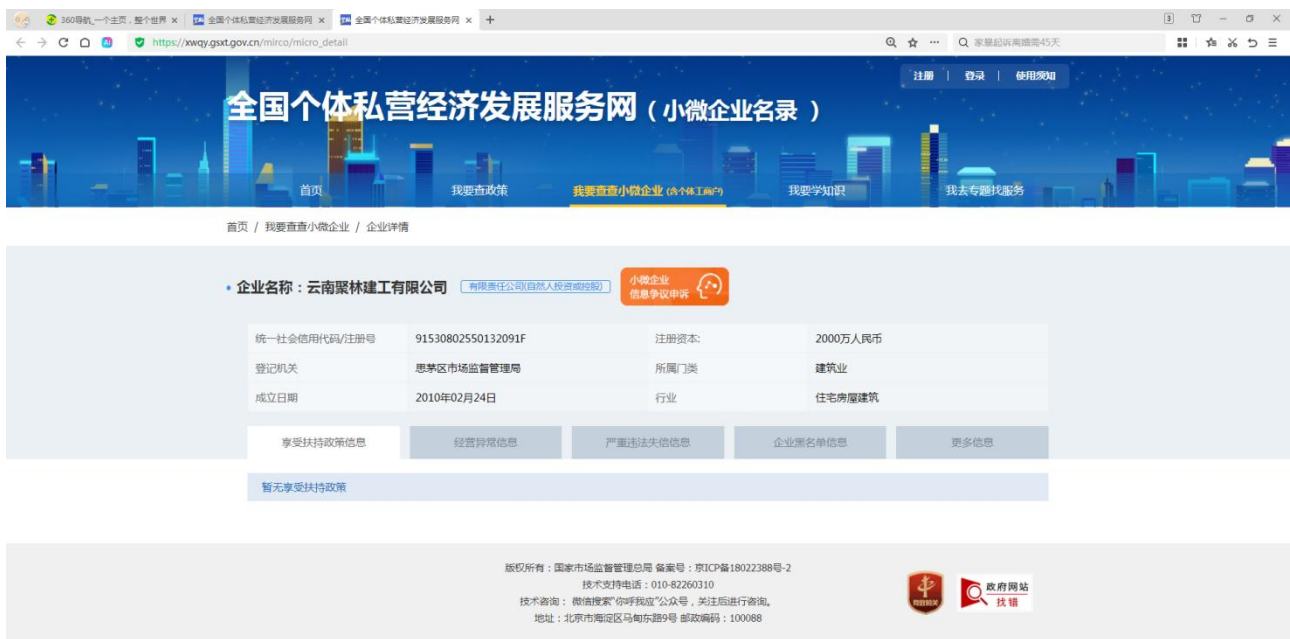 360导航_一个主页，整个世界 × 全国个体私营经济发展服务网 × 全国个体私营经济发展服务网 × +
https://xwqy.gsxt.gov.cn/mirco/micro_detail
注册 | 登录 | 使用须知
全国个体私营经济发展服务网（小微企业名录 ）
首页 我要查政策 我要查查小微企业 (含个体工商户) 我要学知识 我去专题找服务
首页 / 我要查查小微企业 / 企业详情
• 企业名称：云南聚林建工有限公司 有限责任公司(自然人投资或控股) 小微企业
信息争议申诉
统一社会信用代码/注册号 91530802550132091F 注册资本: 2000万人民币
登记机关 思茅区市场监督管理局 所属门类 建筑业
成立日期 2010年02月24日 行业 住宅房屋建筑
享受扶持政策信息 经营异常信息 严重违法失信信息 企业黑名单信息 更多信息
暂无享受扶持政策
版权所有：国家市场监督管理总局 备案号：京ICP备18022388号-2
技术支持电话：010-82260310
技术咨询： 微信搜索“你呼我应”公众号，关注后进行咨询。
地址：北京市海淀区马甸东路9号 邮政编码：100088
党政机关
政府网站
找错